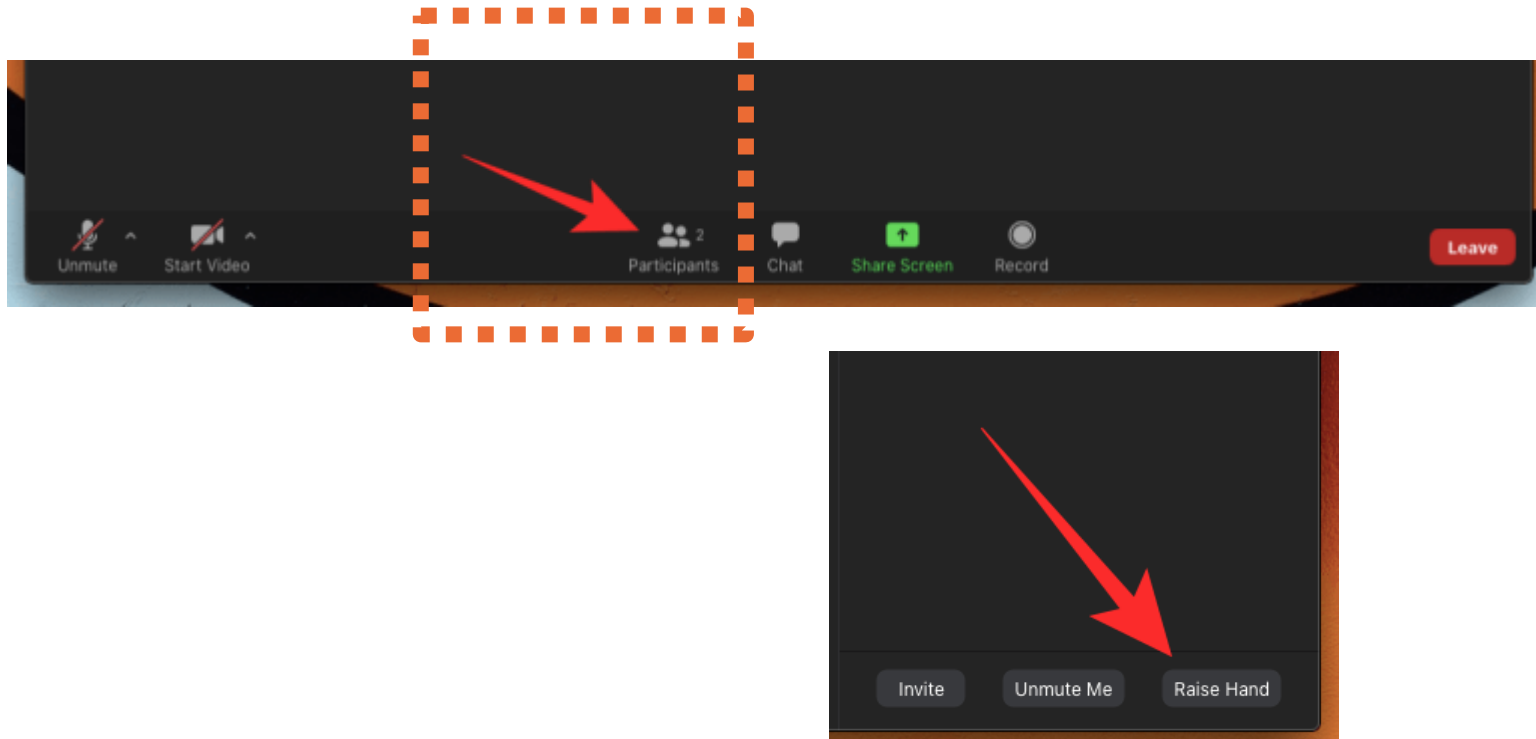 2
Unmute
Start Video
Participants
Chat
Share Screen
Record
Leave
Invite
Unmute Me
Raise Hand